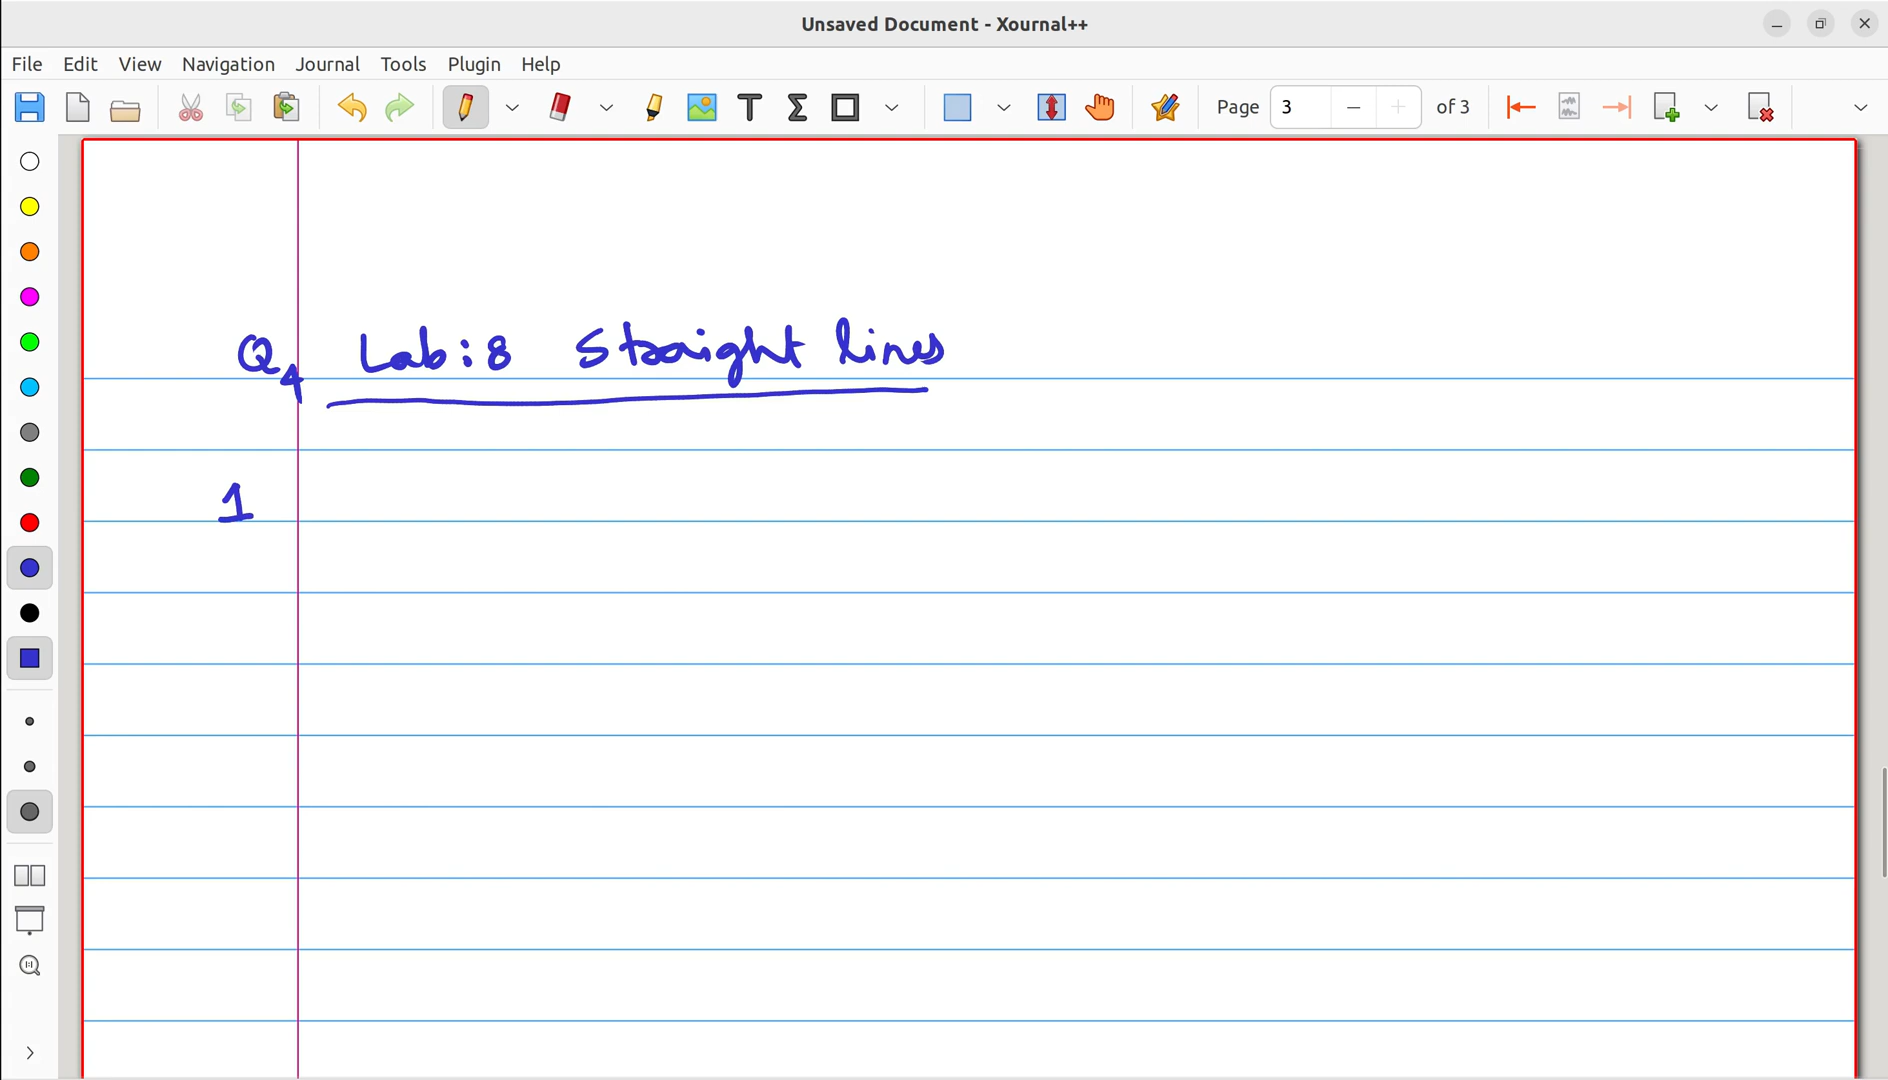 Unsaved Document - Xournal++
File Edit View Navigation Journal Tools Plugin Help
Page 3 of 3
Q4 Lab:8 Straight lines
1